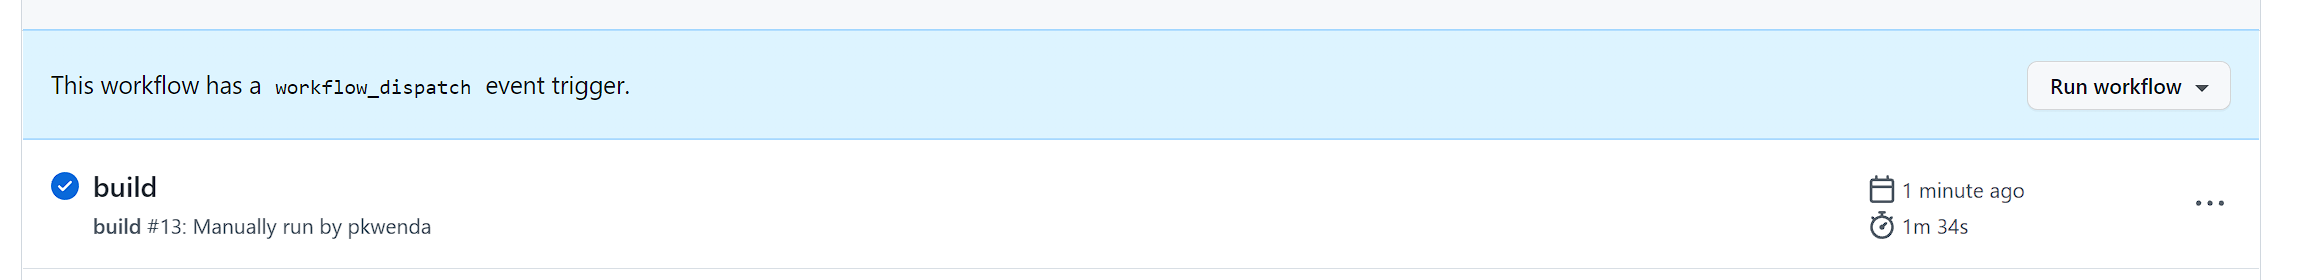 This workflow has a workflow_dispatch event trigger.
Run workflow
build
1 minute ago
build #13: Manually run by pkwenda
1m 34s